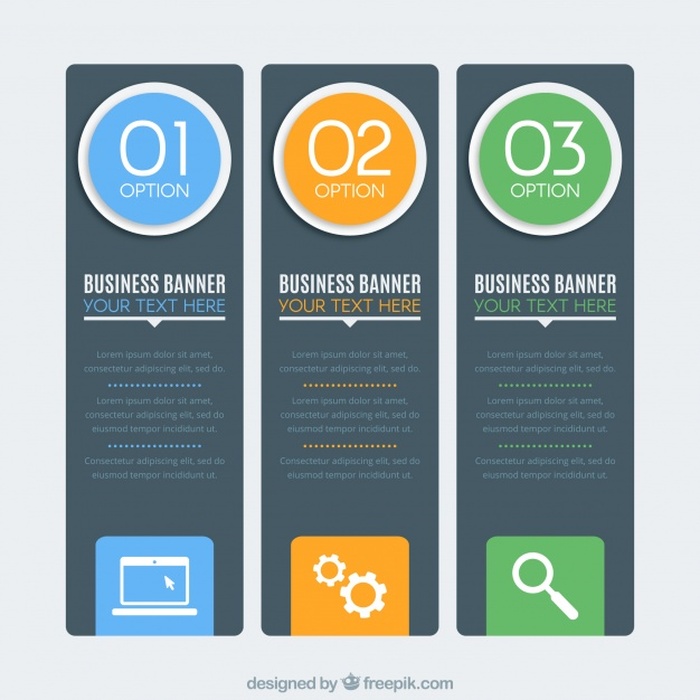 01
OPTION
BUSINESS BANNER
YOUR TEXT HERE
Lorem ipsum dolor sit amet,
consectetur adipiscing elit, sed do.
Lorem ipsum dolor sit amet,
consectetur adipiscing elit, sed do
eiusmod tempor incididunt ut.
Consectetur adipiscing elit, sed do
eiusmod tempor incididunt ut.
02
OPTION
BUSINESS BANNER
YOUR TEXT HERE
Lorem ipsum dolor sit amet,
consectetur adipiscing elit, sed do.
Lorem ipsum dolor sit amet,
consectetur adipiscing elit, sed do
eiusmod tempor incididunt ut.
Consectetur adipiscing elit, sed do
eiusmod tempor incididunt ut.
03
OPTION
BUSINESS BANNER
YOUR TEXT HERE
Lorem ipsum dolor sit amet,
consectetur adipiscing elit, sed do.
Lorem ipsum dolor sit amet,
consectetur adipiscing elit, sed do
eiusmod tempor incididunt ut.
Consectetur adipiscing elit, sed do
eiusmod tempor incididunt ut.
designed by freepik.com